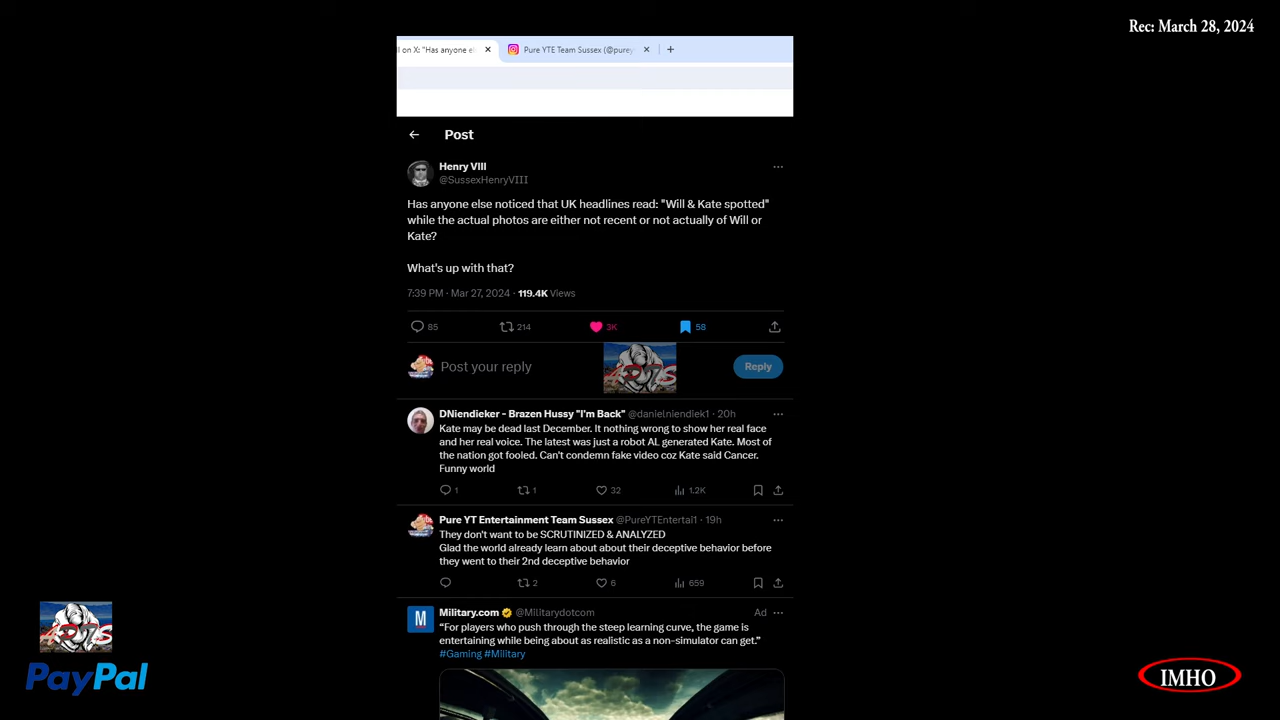 Rec: March 28, 2024
l on X: "Has anyone e
Pure YTE Team Sussex (@purey
Post
Henry VIII
@SussexHenryVIII
Has anyone else noticed that UK headlines read: "Will & Kate spotted"
while the actual photos are either not recent or not actually of Will or
Kate?
What's up with that?
7:39 PM · Mar 27, 2024 · 119.4K Views
85 214 3K 58
Post your reply
Reply
DNiendieker - Brazen Hussy "I'm Back" @danielniendiek1 · 20h
Kate may be dead last December. It nothing wrong to show her real face
and her real voice. The latest was just a robot AL generated Kate. Most of
the nation got fooled. Can't condemn fake video coz Kate said Cancer.
Funny world
1 1 32 1.2K
Pure YT Entertainment Team Sussex @PureYTEntertai1 · 19h
They don't want to be SCRUTINIZED & ANALYZED
Glad the world already learn about about their deceptive behavior before
they went to their 2nd deceptive behavior
2 6 659
M
Military.com @Militarydotcom Ad
“For players who push through the steep learning curve, the game is
entertaining while being about as realistic as a non-simulator can get.”
#Gaming #Military
PayPal
IMHO